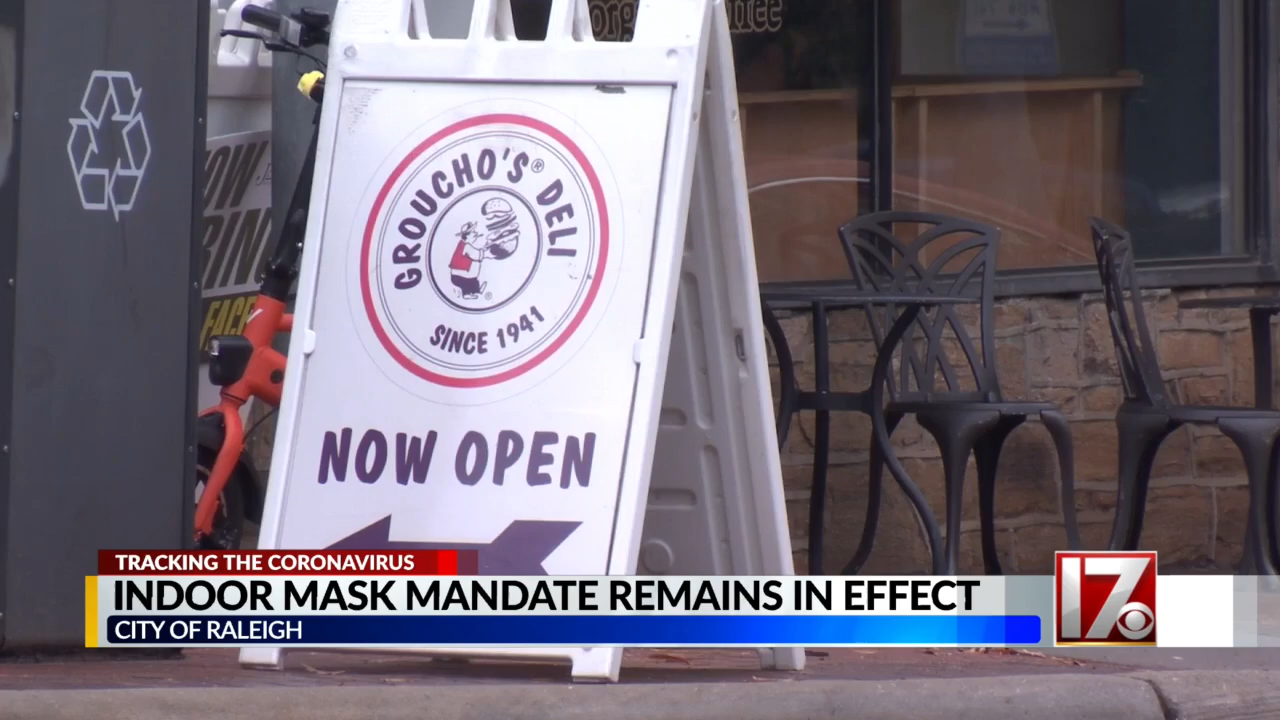 GROUCHO'S® DELI
SINCE 1941
NOW OPEN
TRACKING THE CORONAVIRUS
INDOOR MASK MANDATE REMAINS IN EFFECT
CITY OF RALEIGH
17